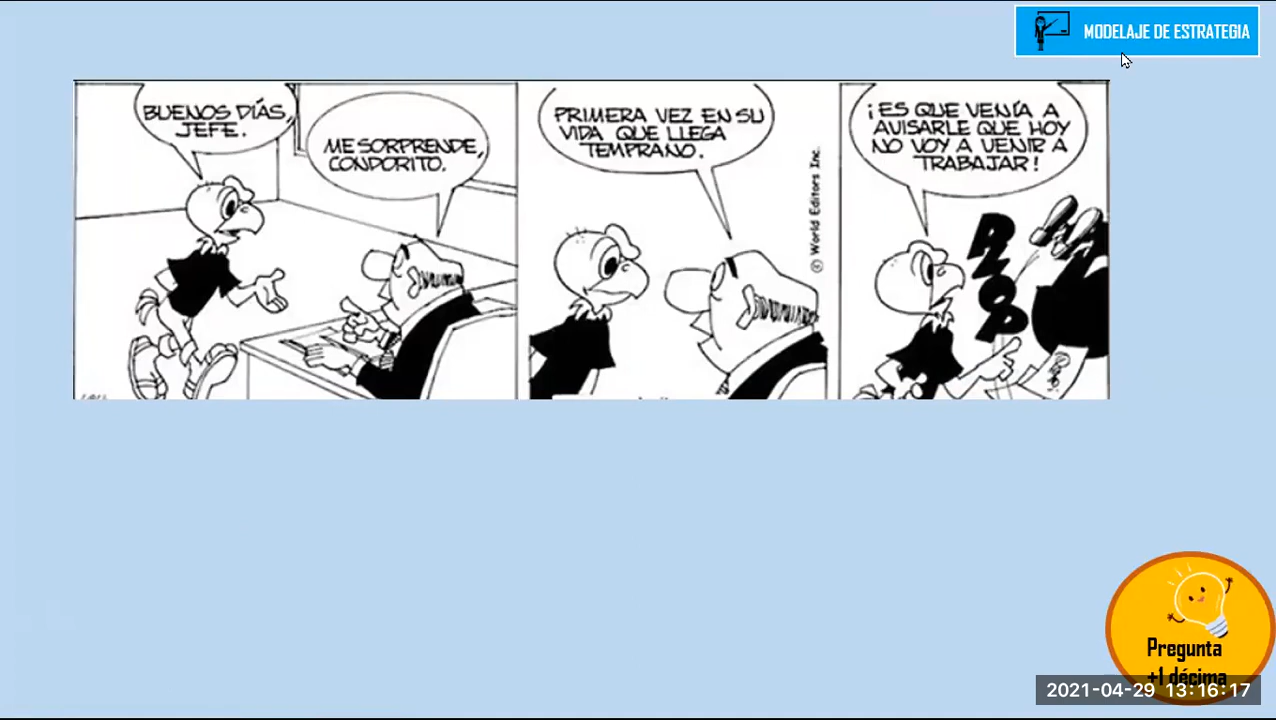 MODELAJE DE ESTRATEGIA
BUENOS DÍAS,
JEFE.
ME SORPRENDE,
CONDORITO.
PRIMERA VEZ EN SU
VIDA QUE LLEGA
TEMPRANO.
© World Editors Inc.
¡ES QUE VENÍA A
AVISARLE QUE HOY
NO VOY A VENIR A
TRABAJAR!
PLOP
Pregunta
+1 décima
2021-04-29 13:16:17